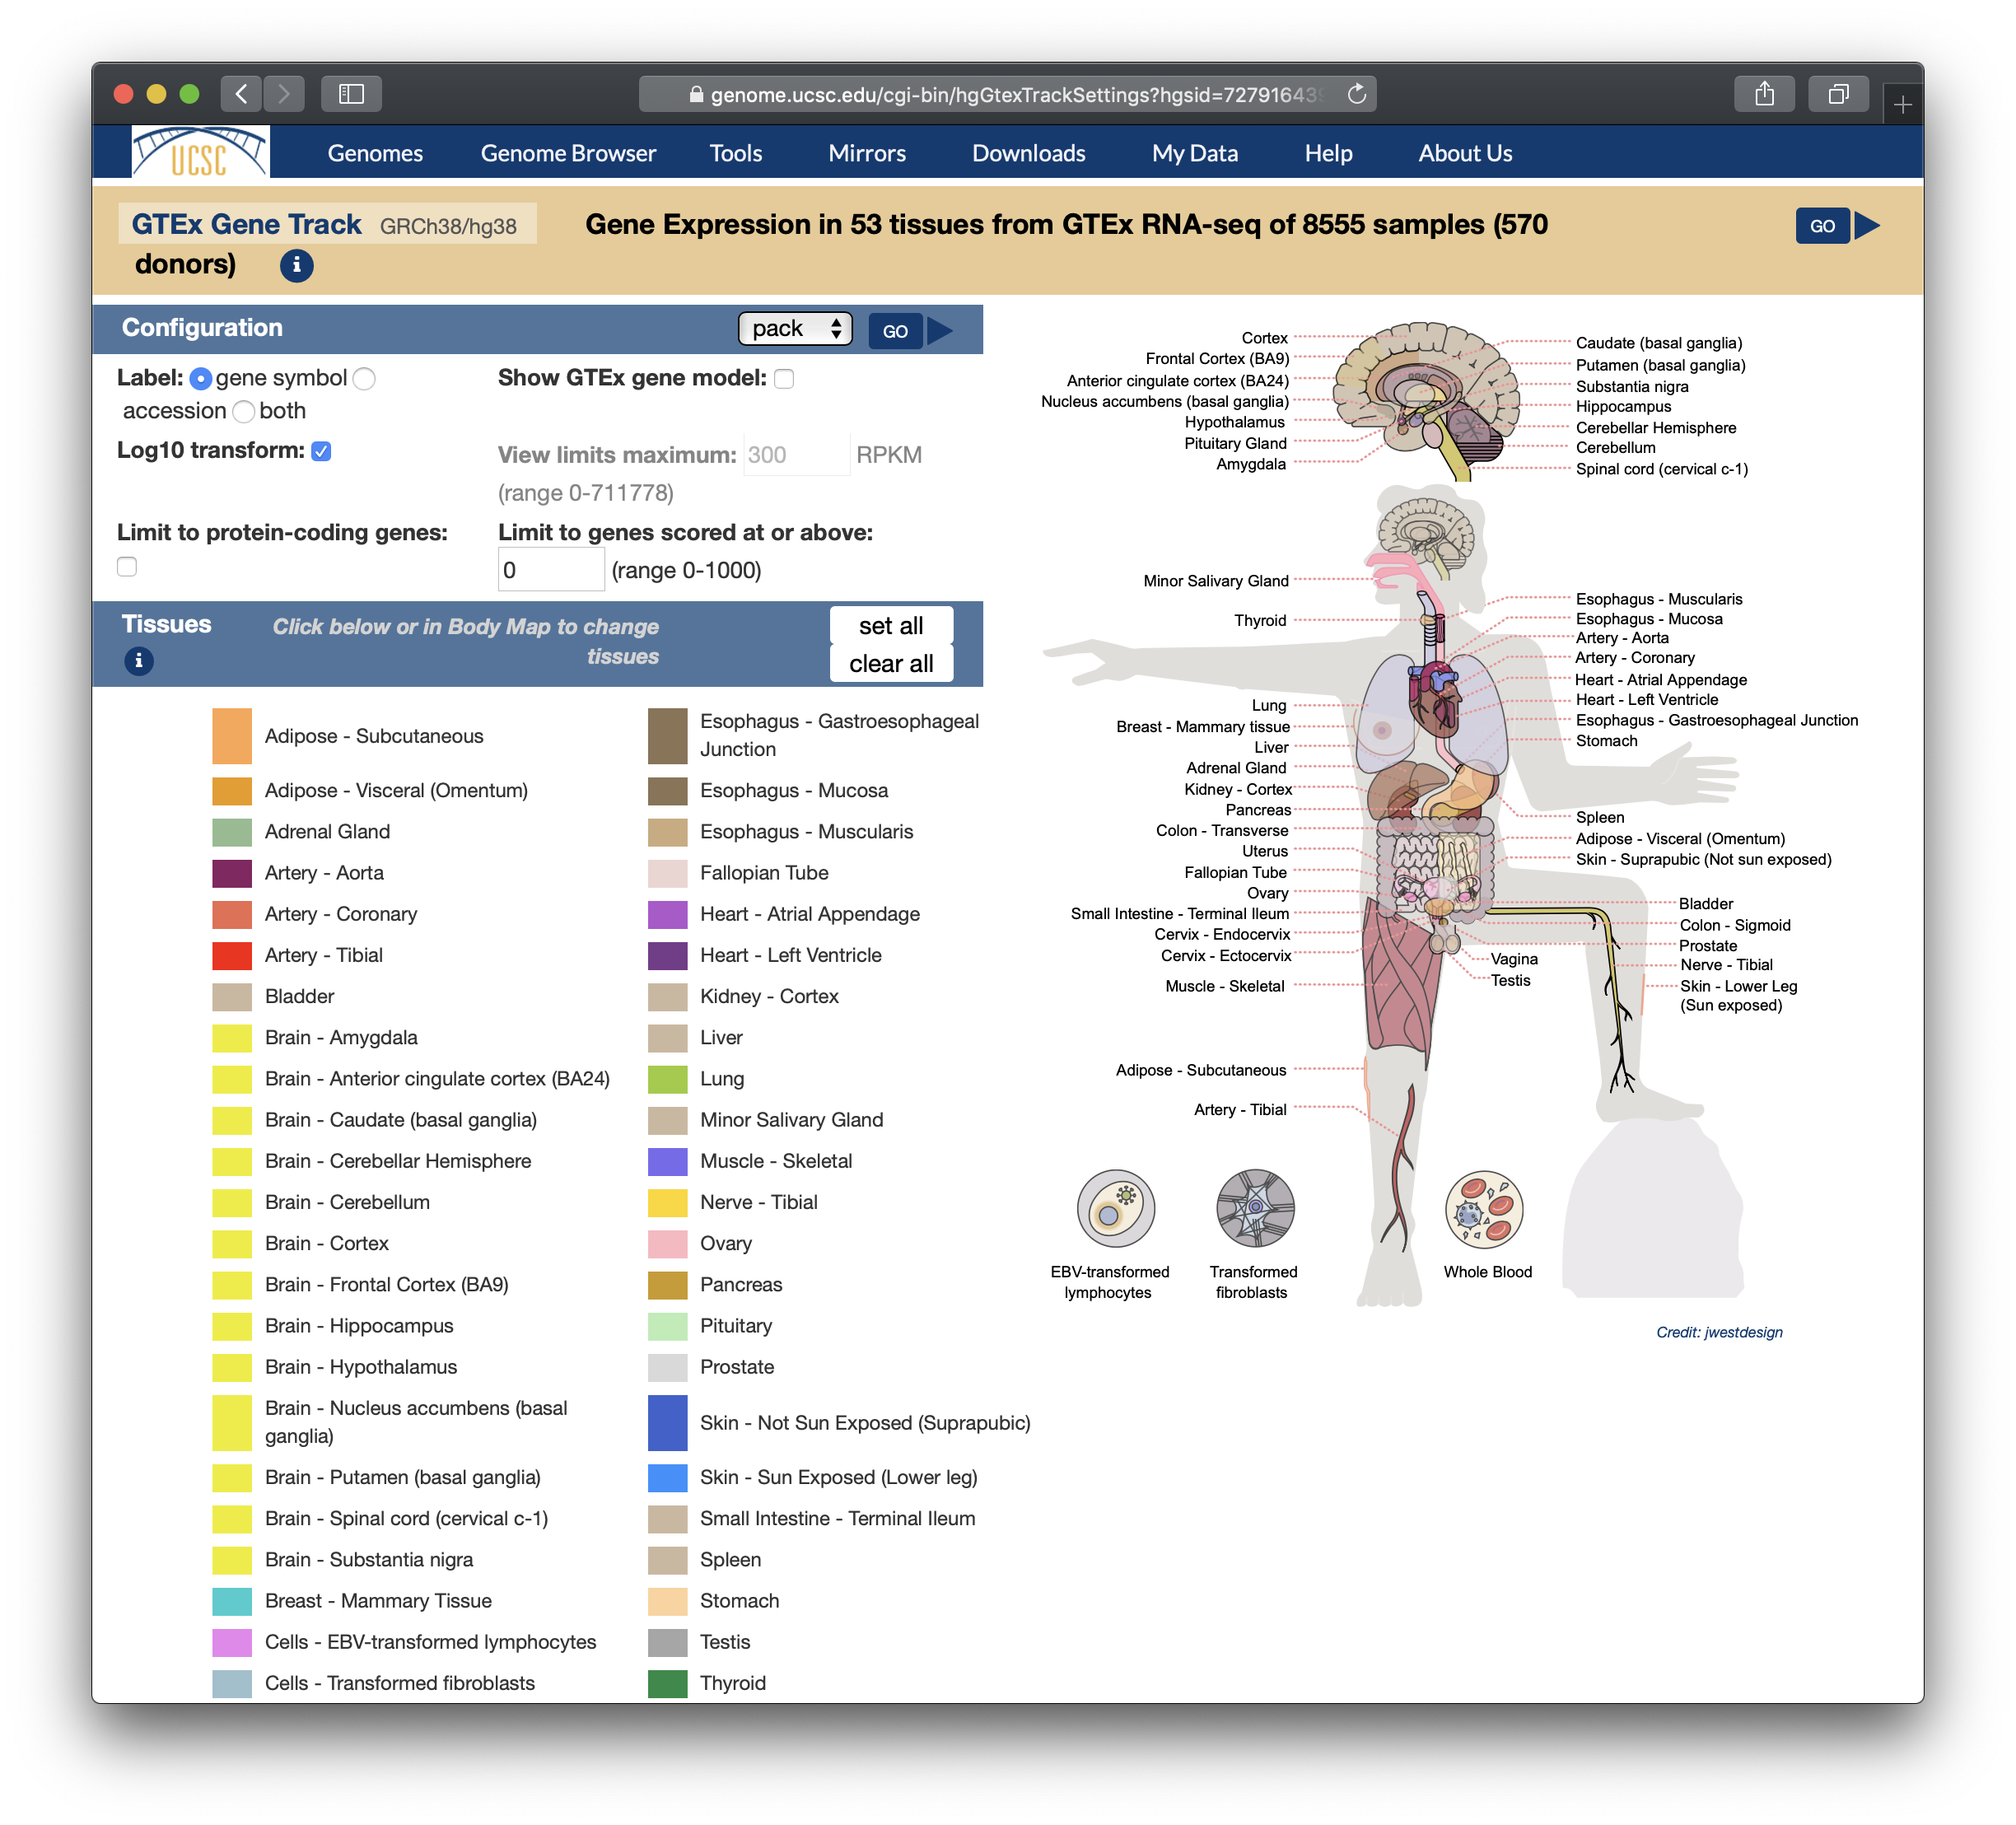 genome.ucsc.edu/cgi-bin/hgGtexTrackSettings?hgsid=727916439
UCSC
Genomes
Genome Browser
Tools
Mirrors
Downloads
My Data
Help
About Us
GTEx Gene Track GRCh38/hg38 Gene Expression in 53 tissues from GTEx RNA-seq of 8555 samples (570
donors)
GO
Configuration
pack
GO
Label: gene symbol
accession both
Show GTEx gene model:
Log10 transform:
View limits maximum: 300 RPKM
(range 0-711778)
Limit to protein-coding genes:
Limit to genes scored at or above:
0 (range 0-1000)
Tissues
Click below or in Body Map to change
tissues
set all
clear all
Adipose - Subcutaneous
Adipose - Visceral (Omentum)
Adrenal Gland
Artery - Aorta
Artery - Coronary
Artery - Tibial
Bladder
Brain - Amygdala
Brain - Anterior cingulate cortex (BA24)
Brain - Caudate (basal ganglia)
Brain - Cerebellar Hemisphere
Brain - Cerebellum
Brain - Cortex
Brain - Frontal Cortex (BA9)
Brain - Hippocampus
Brain - Hypothalamus
Brain - Nucleus accumbens (basal
ganglia)
Brain - Putamen (basal ganglia)
Brain - Spinal cord (cervical c-1)
Brain - Substantia nigra
Breast - Mammary Tissue
Cells - EBV-transformed lymphocytes
Cells - Transformed fibroblasts
Esophagus - Gastroesophageal
Junction
Esophagus - Mucosa
Esophagus - Muscularis
Fallopian Tube
Heart - Atrial Appendage
Heart - Left Ventricle
Kidney - Cortex
Liver
Lung
Minor Salivary Gland
Muscle - Skeletal
Nerve - Tibial
Ovary
Pancreas
Pituitary
Prostate
Skin - Not Sun Exposed (Suprapubic)
Skin - Sun Exposed (Lower leg)
Small Intestine - Terminal Ileum
Spleen
Stomach
Testis
Thyroid
Cortex
Frontal Cortex (BA9)
Anterior cingulate cortex (BA24)
Nucleus accumbens (basal ganglia)
Hypothalamus
Pituitary Gland
Amygdala
Caudate (basal ganglia)
Putamen (basal ganglia)
Substantia nigra
Hippocampus
Cerebellar Hemisphere
Cerebellum
Spinal cord (cervical c-1)
Minor Salivary Gland
Thyroid
Lung
Breast - Mammary tissue
Liver
Adrenal Gland
Kidney - Cortex
Pancreas
Colon - Transverse
Uterus
Fallopian Tube
Ovary
Small Intestine - Terminal Ileum
Cervix - Endocervix
Cervix - Ectocervix
Muscle - Skeletal
Adipose - Subcutaneous
Artery - Tibial
Esophagus - Muscularis
Esophagus - Mucosa
Artery - Aorta
Artery - Coronary
Heart - Atrial Appendage
Heart - Left Ventricle
Esophagus - Gastroesophageal Junction
Stomach
Spleen
Adipose - Visceral (Omentum)
Skin - Suprapubic (Not sun exposed)
Bladder
Colon - Sigmoid
Prostate
Nerve - Tibial
Skin - Lower Leg
(Sun exposed)
Vagina
Testis
EBV-transformed
lymphocytes
Transformed
fibroblasts
Whole Blood
Credit: jwestdesign